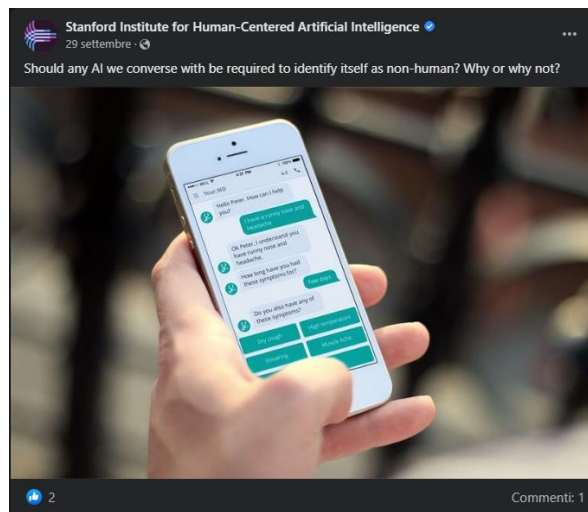 Stanford Institute for Human-Centered Artificial Intelligence
29 settembre ·
Should any AI we converse with be required to identify itself as non-human? Why or why not?
4:21 PM
Your.MD
Hello Peter. How can I help
you?
I have a runny nose and
headache
Ok Peter. I understand you
have runny nose and
headache.
How long have you had
these symptoms for?
Few days
Do you also have any of
these symptoms?
Dry cough
High temperature
Sneezing
Muscle Ache
2
Commenti: 1